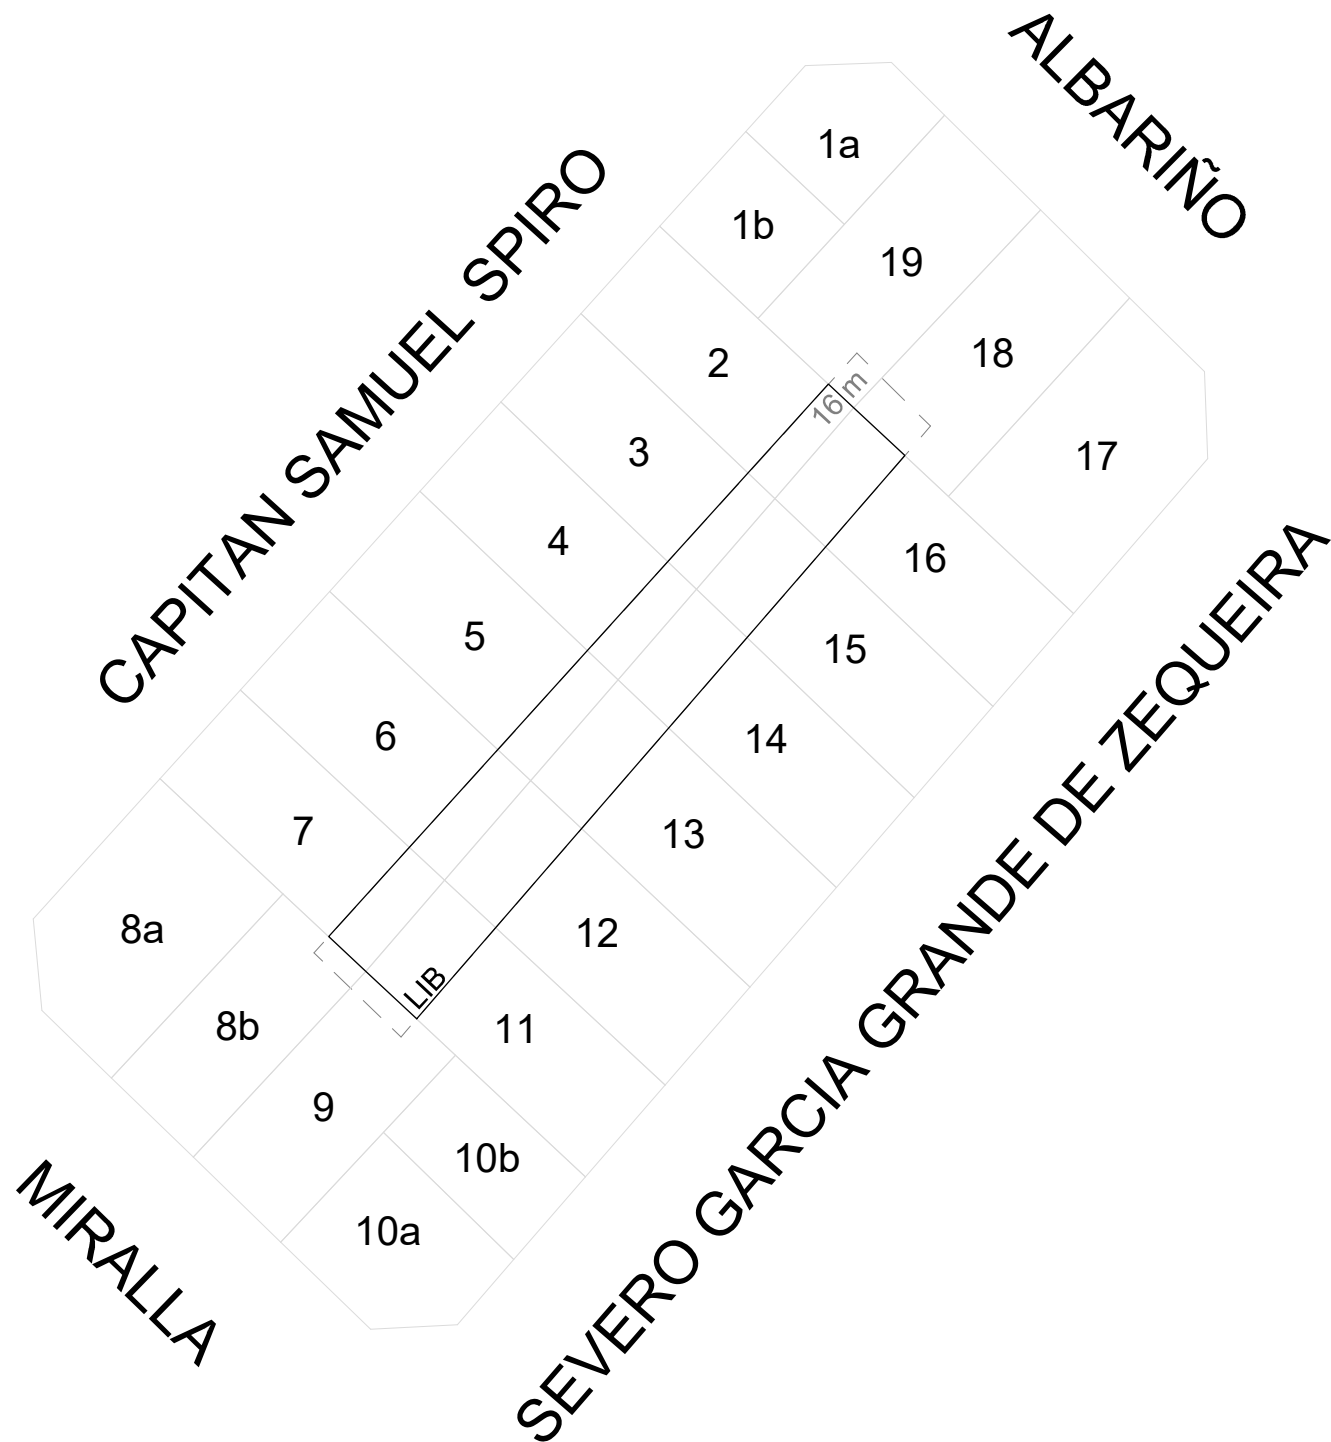 ALBARIÑO
CAPITAN SAMUEL SPIRO
1a
1b
19
2
18
16 m
3
17
4
16
5
15
6
14
7
13
8a
12
LIB
8b
11
9
10b
10a
MIRALLA
SEVERO GARCIA GRANDE DE ZEQUEIRA